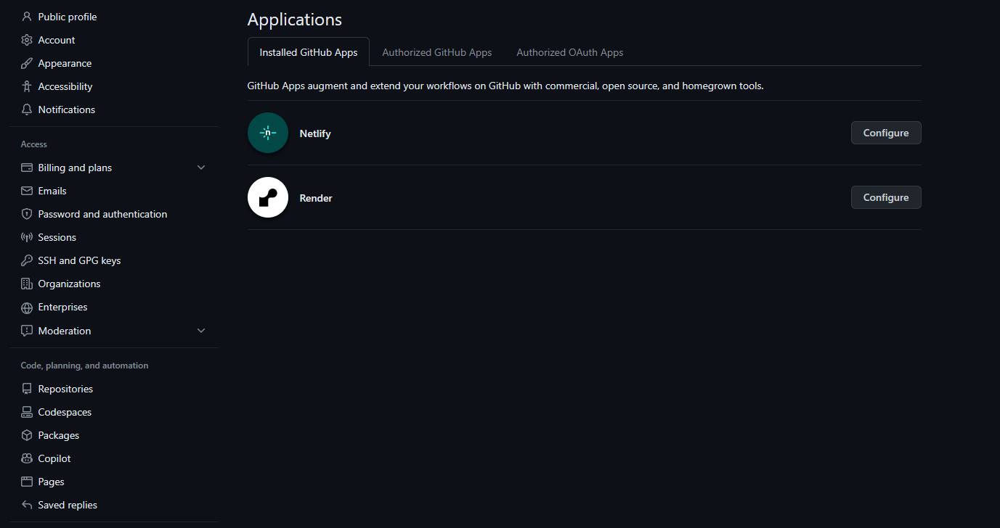 Public profile
Account
Appearance
Accessibility
Notifications
Access
Billing and plans
Emails
Password and authentication
Sessions
SSH and GPG keys
Organizations
Enterprises
Moderation
Code, planning, and automation
Repositories
Codespaces
Packages
Copilot
Pages
Saved replies
Applications
Installed GitHub Apps Authorized GitHub Apps Authorized OAuth Apps
GitHub Apps augment and extend your workflows on GitHub with commercial, open source, and homegrown tools.
n Netlify Configure
Render Configure